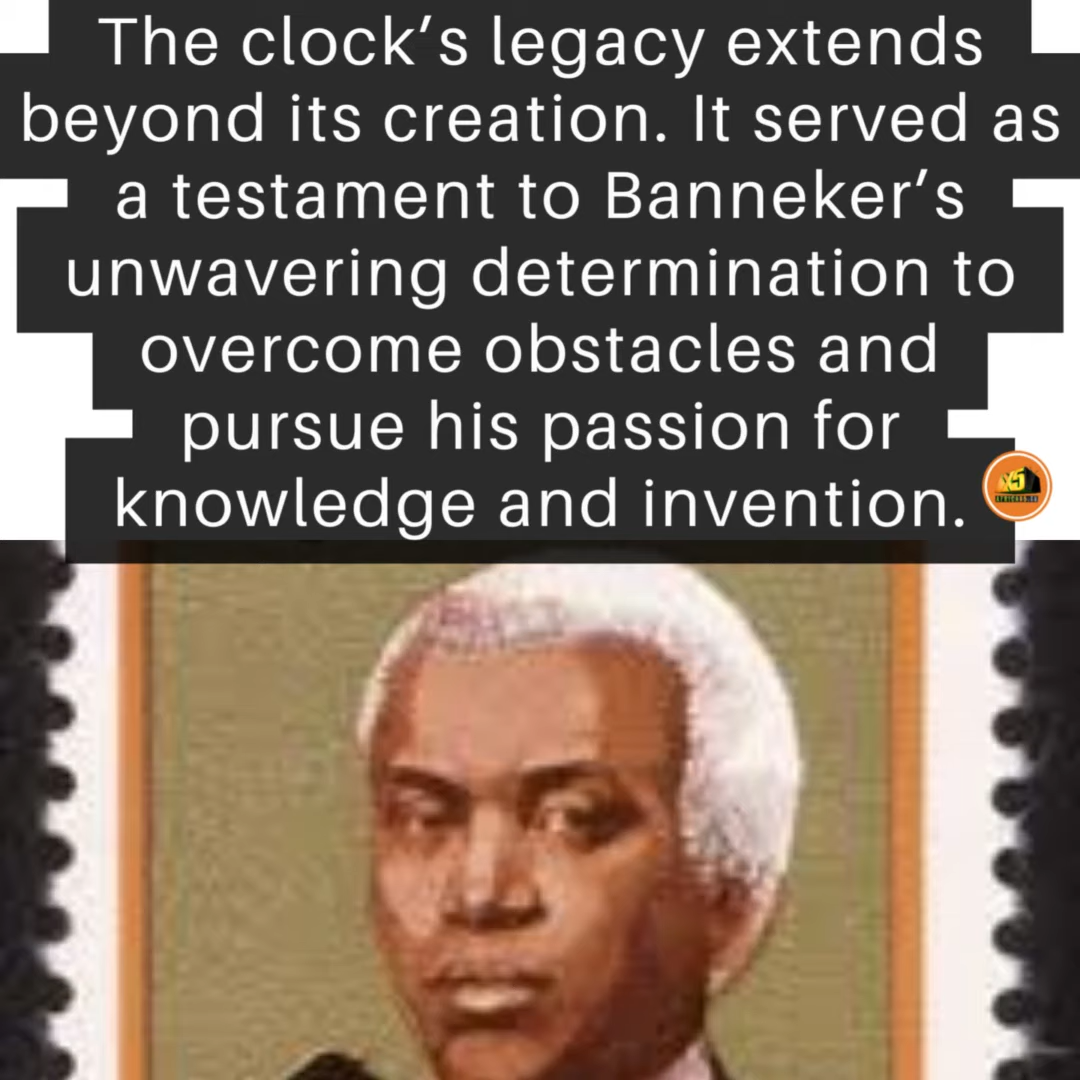 The clock’s legacy extends
beyond its creation. It served as
a testament to Banneker’s
unwavering determination to
overcome obstacles and
pursue his passion for
knowledge and invention.